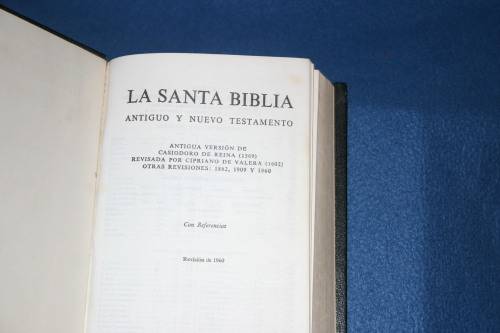 LA SANTA BIBLIA
ANTIGUO Y NUEVO TESTAMENTO
ANTIGUA VERSIÓN DE
CASIODORO DE REINA (1569)
REVISADA POR CIPRIANO DE VALERA (1602)
OTRAS REVISIONES: 1862, 1909 Y 1960
Con Referencias
Revisión de 1960